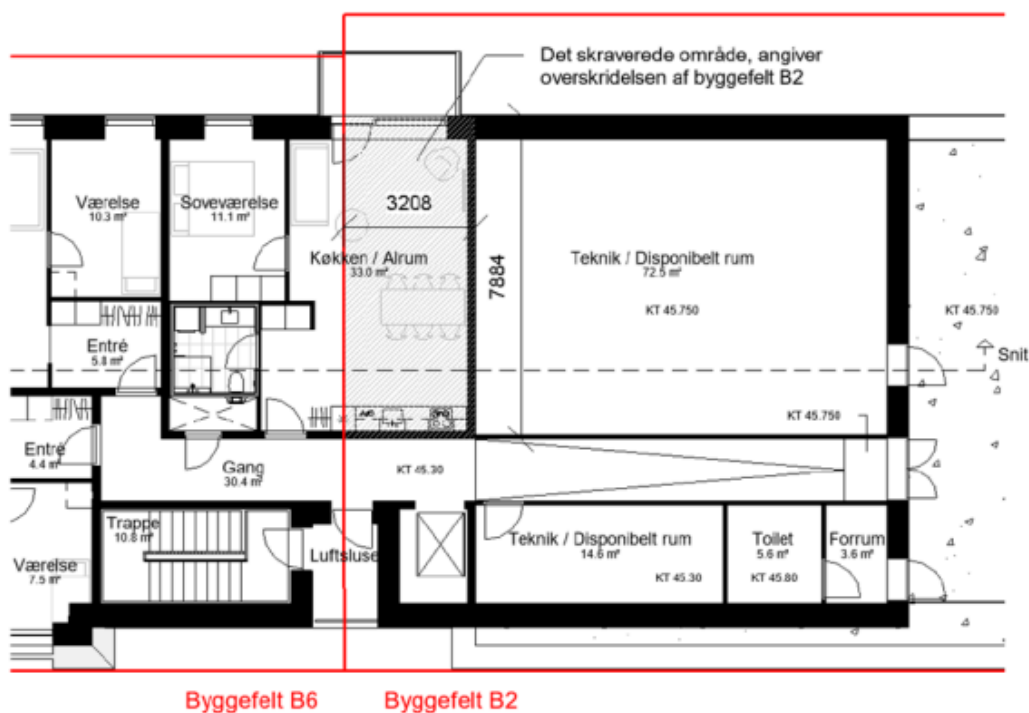 Det skraverede område, angiver
overskridelsen af byggefelt B2
Værelse
10.3 m²
Soveværelse
11.1 m²
3208
Køkken / Alrum
33.0 m²
7884
Teknik / Disponibelt rum
72.5 m²
KT 45.750
KT 45.750
Entré
5.8 m²
Snit
KT 45.750
Entré
4.4 m²
Gang
30.4 m²
KT 45.30
Trappe
10.8 m²
Luftsluse
Teknik / Disponibelt rum
14.6 m²
KT 45.30
Toilet
5.6 m²
KT 45.80
Forrum
3.6 m²
Værelse
7.5 m²
Byggefelt B6
Byggefelt B2